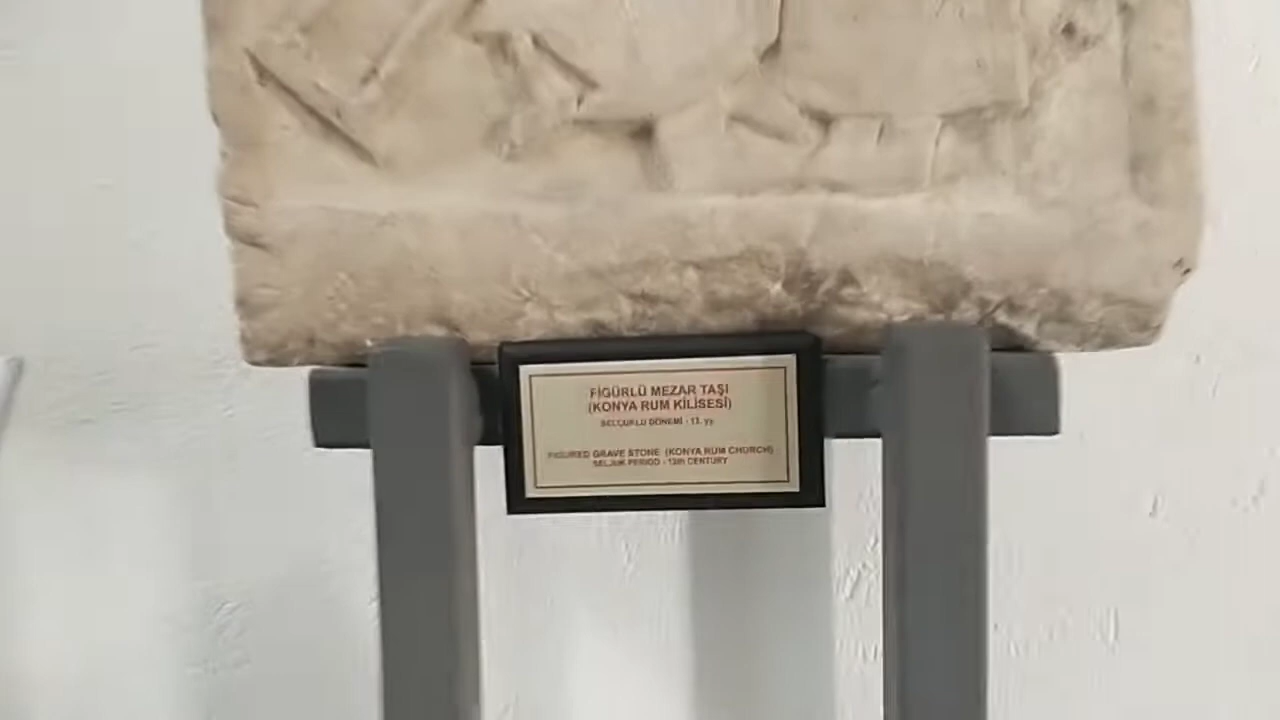 FİGÜRLÜ MEZAR TAŞI
(KONYA RUM KİLİSESİ)
SELÇUKLU DÖNEMİ - 13. yy.
FIGURED GRAVE STONE (KONYA RUM CHURCH)
SELJUK PERIOD - 13th CENTURY